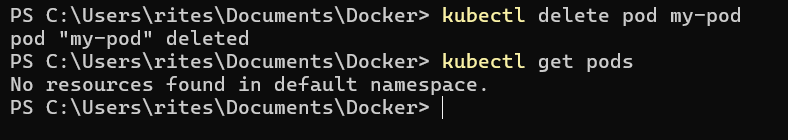 PS C:\Users\rites\Documents\Docker> kubectl delete pod my-pod
pod "my-pod" deleted
PS C:\Users\rites\Documents\Docker> kubectl get pods
No resources found in default namespace.
PS C:\Users\rites\Documents\Docker>